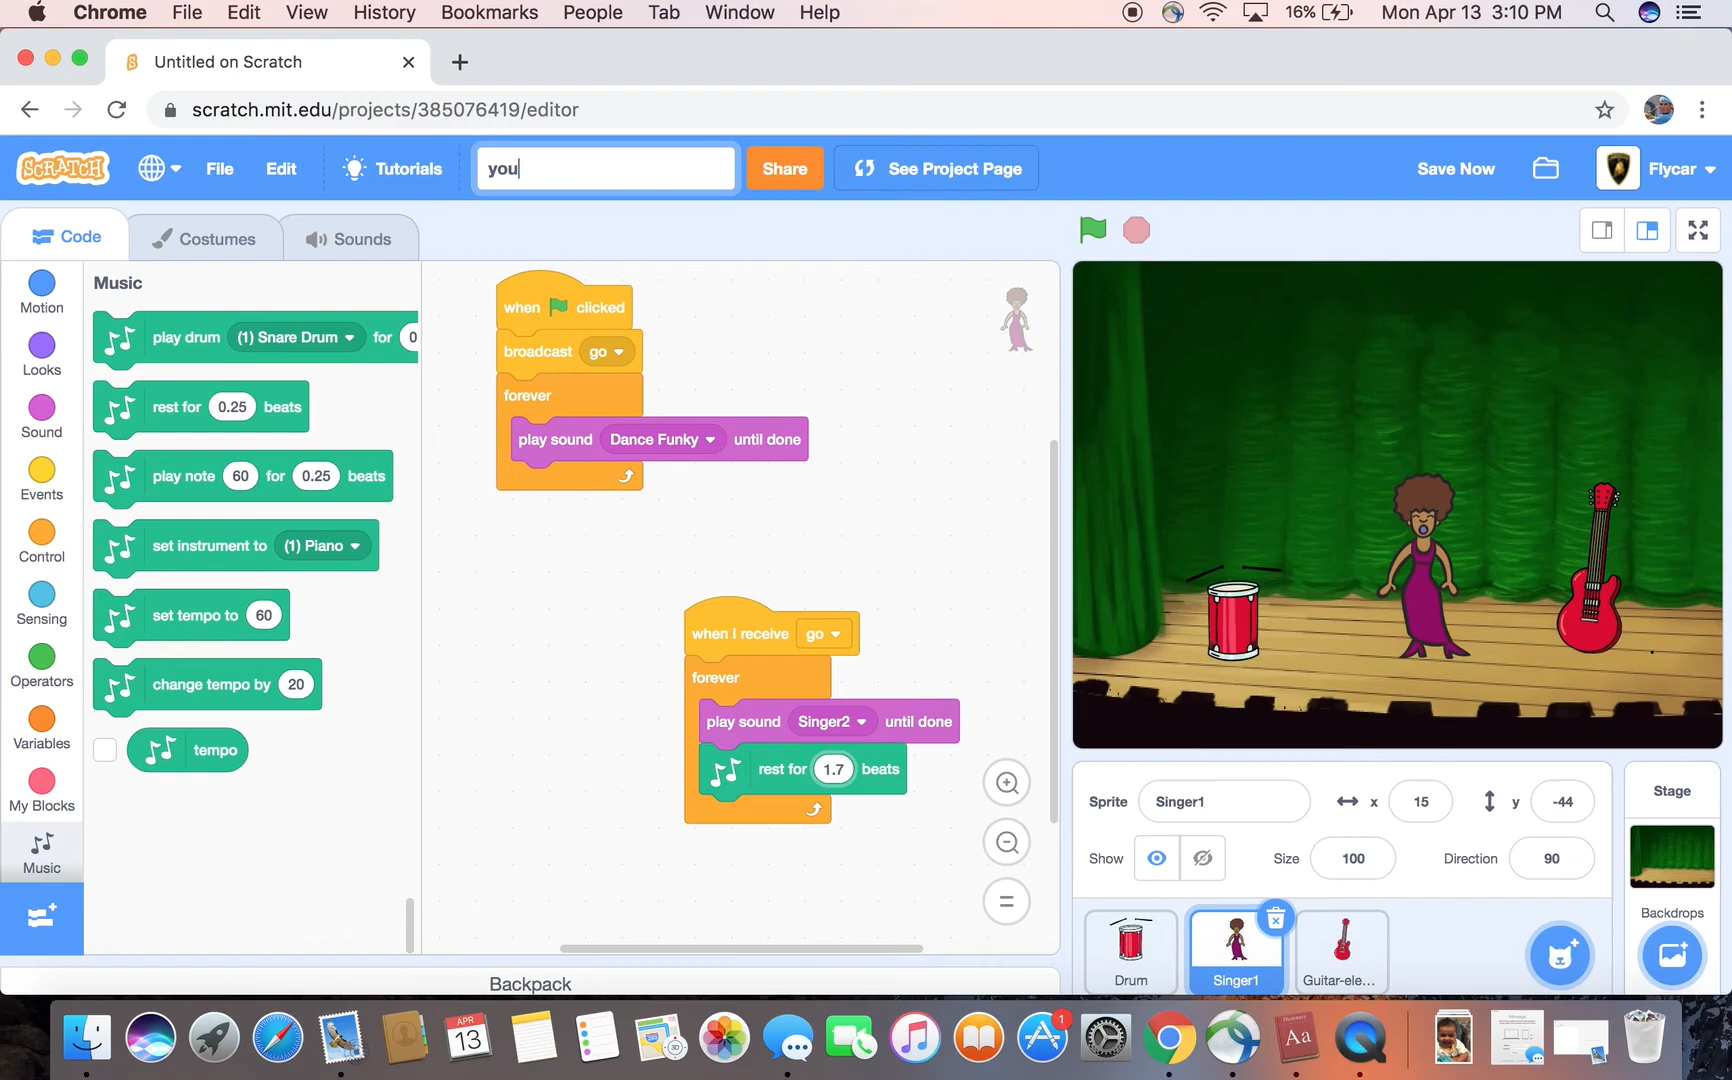 Chrome File Edit View History Bookmarks People Tab Window Help 16% Mon Apr 13 3:10 PM
Untitled on Scratch
scratch.mit.edu/projects/385076419/editor
SCRATCH File Edit Tutorials you Share See Project Page Save Now Flycar
Code Costumes Sounds
Motion
Looks
Sound
Events
Control
Sensing
Operators
Variables
My Blocks
Music
Music
play drum (1) Snare Drum for 0
rest for 0.25 beats
play note 60 for 0.25 beats
set instrument to (1) Piano
set tempo to 60
change tempo by 20
tempo
when clicked
broadcast go
forever
play sound Dance Funky until done
when I receive go
forever
play sound Singer2 until done
rest for 1.7 beats
Backpack
Sprite Singer1 x 15 y -44
Show Size 100 Direction 90
Drum Singer1 Guitar-ele...
Stage
Backdrops
APR
13
3D
1
Aa